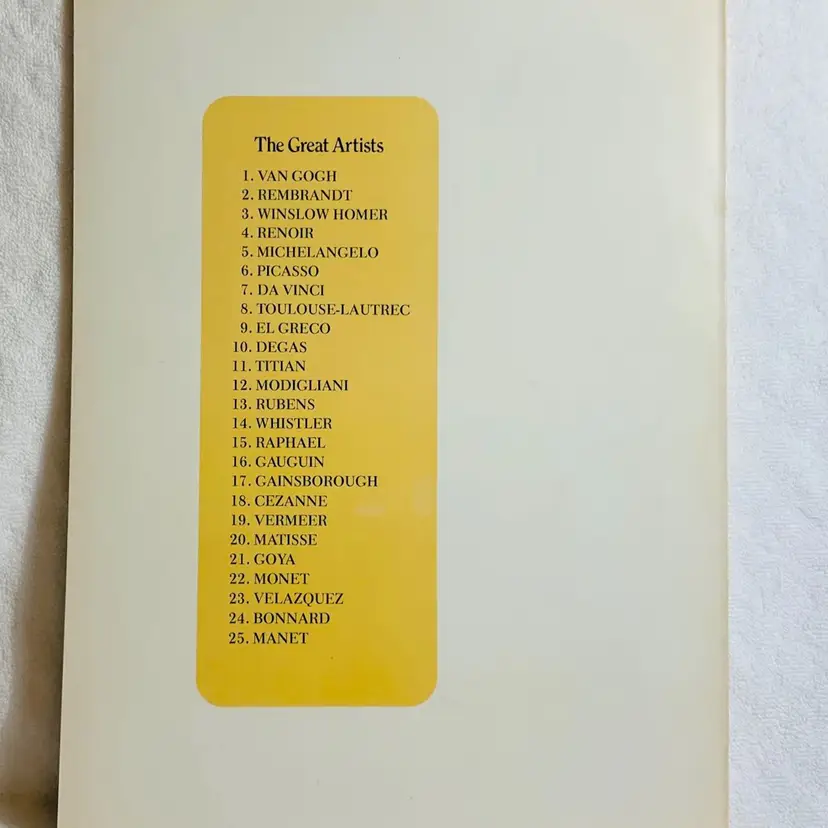 The Great Artists
1. VAN GOGH
2. REMBRANDT
3. WINSLOW HOMER
4. RENOIR
5. MICHELANGELO
6. PICASSO
7. DA VINCI
8. TOULOUSE-LAUTREC
9. EL GRECO
10. DEGAS
11. TITIAN
12. MODIGLIANI
13. RUBENS
14. WHISTLER
15. RAPHAEL
16. GAUGUIN
17. GAINSBOROUGH
18. CEZANNE
19. VERMEER
20. MATISSE
21. GOYA
22. MONET
23. VELAZQUEZ
24. BONNARD
25. MANET